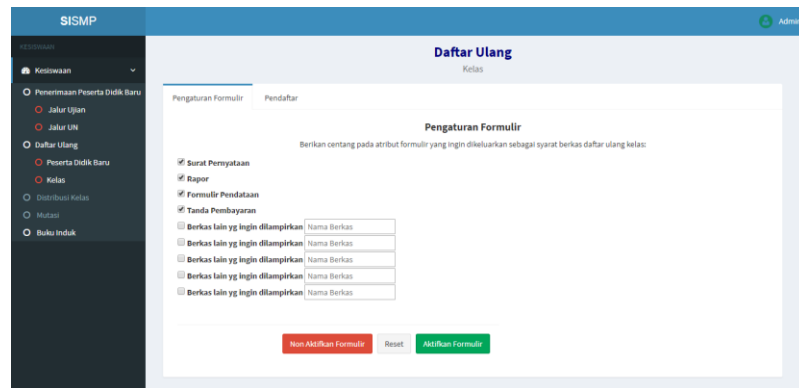 SISMP
Admin
KESISWAAN
Kesiswaan
Penerimaan Peserta Didik Baru
Jalur Ujian
Jalur UN
Daftar Ulang
Peserta Didik Baru
Kelas
Distribusi Kelas
Mutasi
Buku Induk
Daftar Ulang
Kelas
Pengaturan Formulir Pendaftar
Pengaturan Formulir
Berikan centang pada atribut formulir yang ingin dikeluarkan sebagai syarat berkas daftar ulang kelas:
Surat Pernyataan
Rapor
Formulir Pendataan
Tanda Pembayaran
Berkas lain yg ingin dilampirkan Nama Berkas
Berkas lain yg ingin dilampirkan Nama Berkas
Berkas lain yg ingin dilampirkan Nama Berkas
Berkas lain yg ingin dilampirkan Nama Berkas
Berkas lain yg ingin dilampirkan Nama Berkas
Non Aktifkan Formulir Reset Aktifkan Formulir